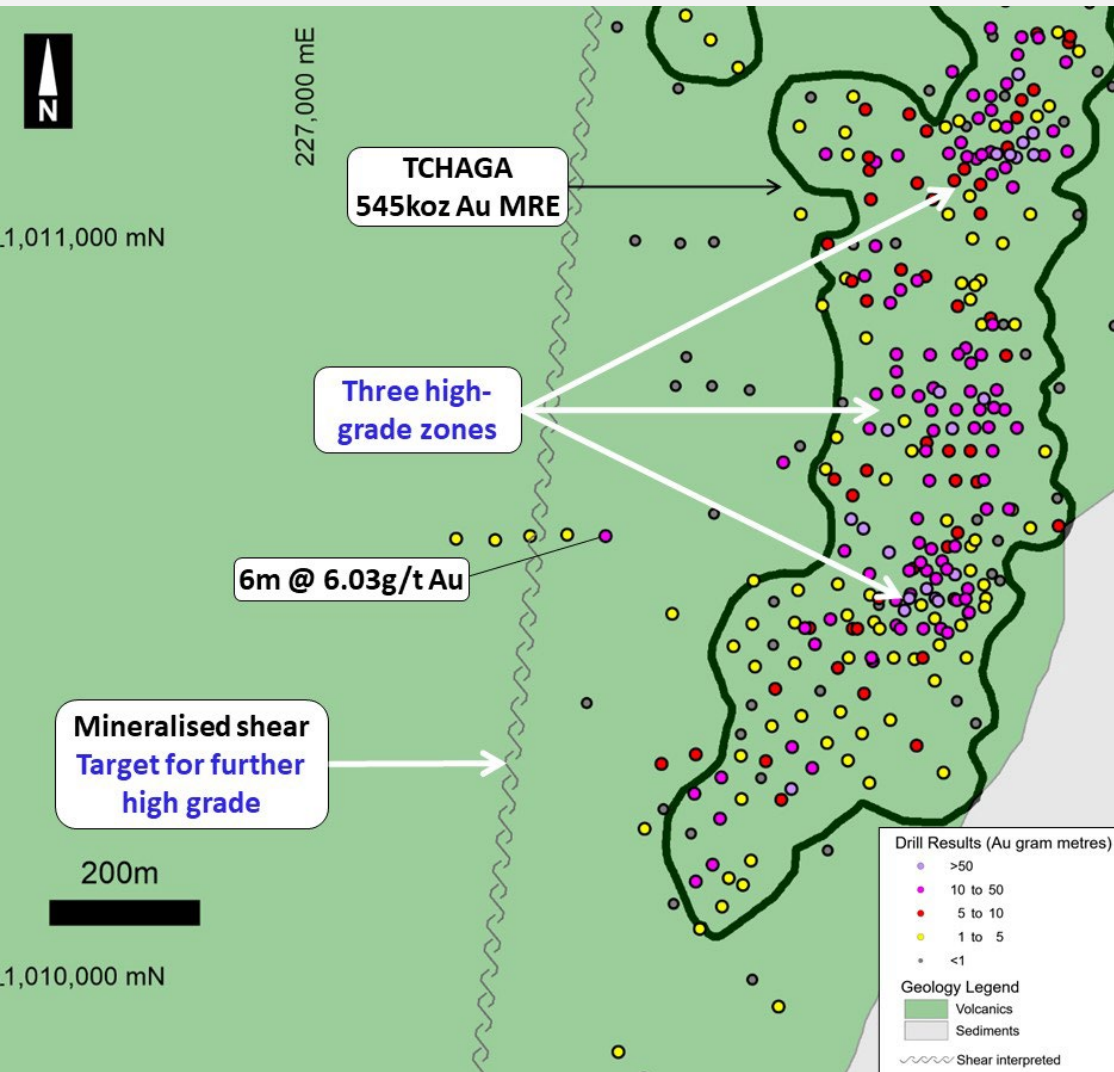 N
227,000 mE
TCHAGA
545koz Au MRE
1,011,000 mN
Three high-
grade zones
6m @ 6.03g/t Au
Mineralised shear
Target for further
high grade
200m
1,010,000 mN
Drill Results (Au gram metres)
>50
10 to 50
5 to 10
1 to 5
<1
Geology Legend
Volcanics
Sediments
Shear interpreted